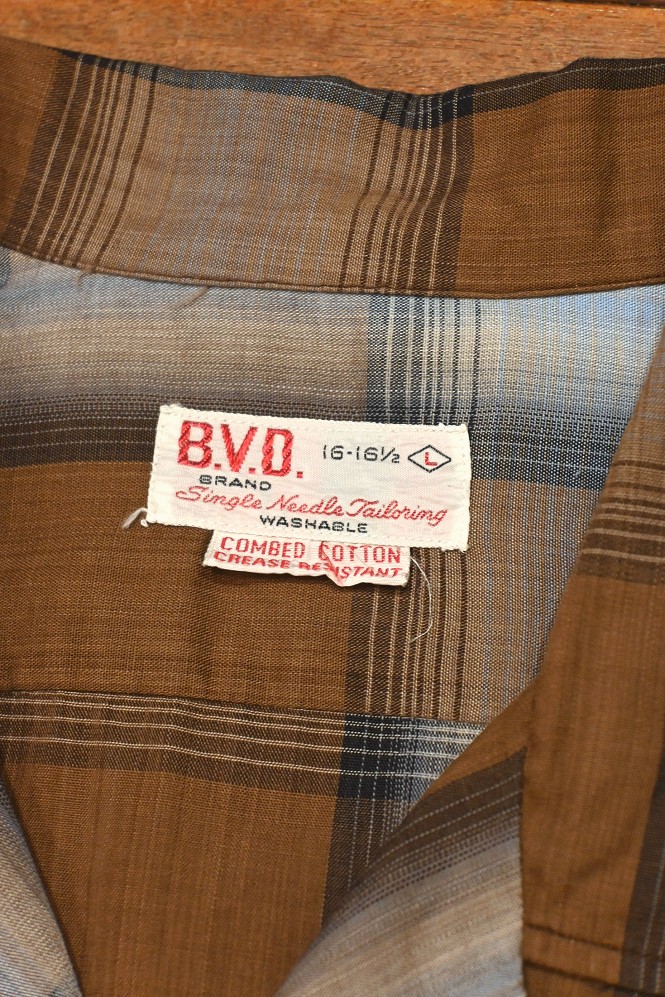 B.V.D. 16-16½ L
BRAND
Single Needle Tailoring
WASHABLE
COMBED COTTON
CREASE RESISTANT